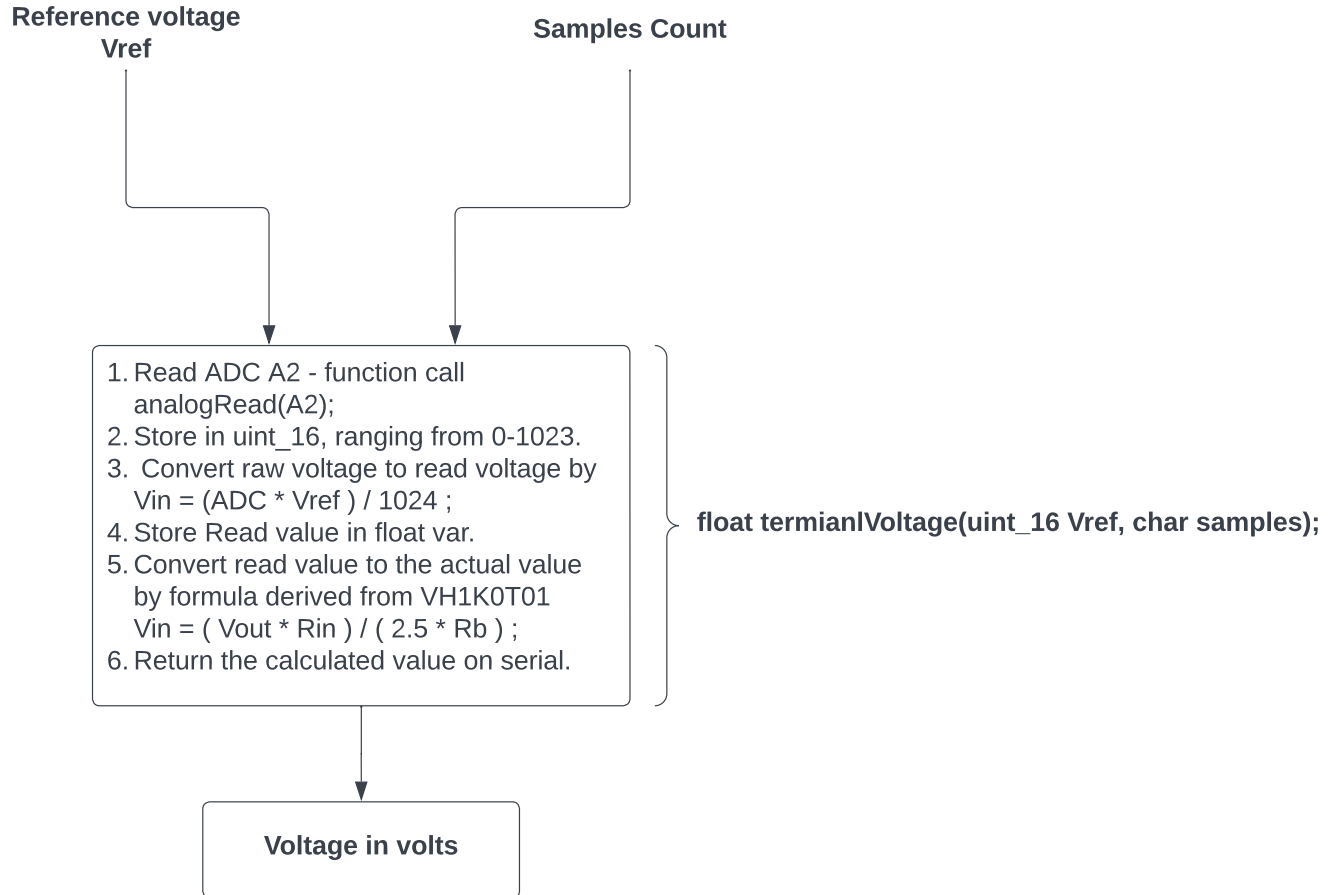 Reference voltage
Vref
Samples Count
1. Read ADC A2 - function call
analogRead(A2);
2. Store in uint_16, ranging from 0-1023.
3. Convert raw voltage to read voltage by
Vin = (ADC * Vref ) / 1024 ;
4. Store Read value in float var.
5. Convert read value to the actual value
by formula derived from VH1K0T01
Vin = ( Vout * Rin ) / ( 2.5 * Rb ) ;
6. Return the calculated value on serial.
float termianlVoltage(uint_16 Vref, char samples);
Voltage in volts